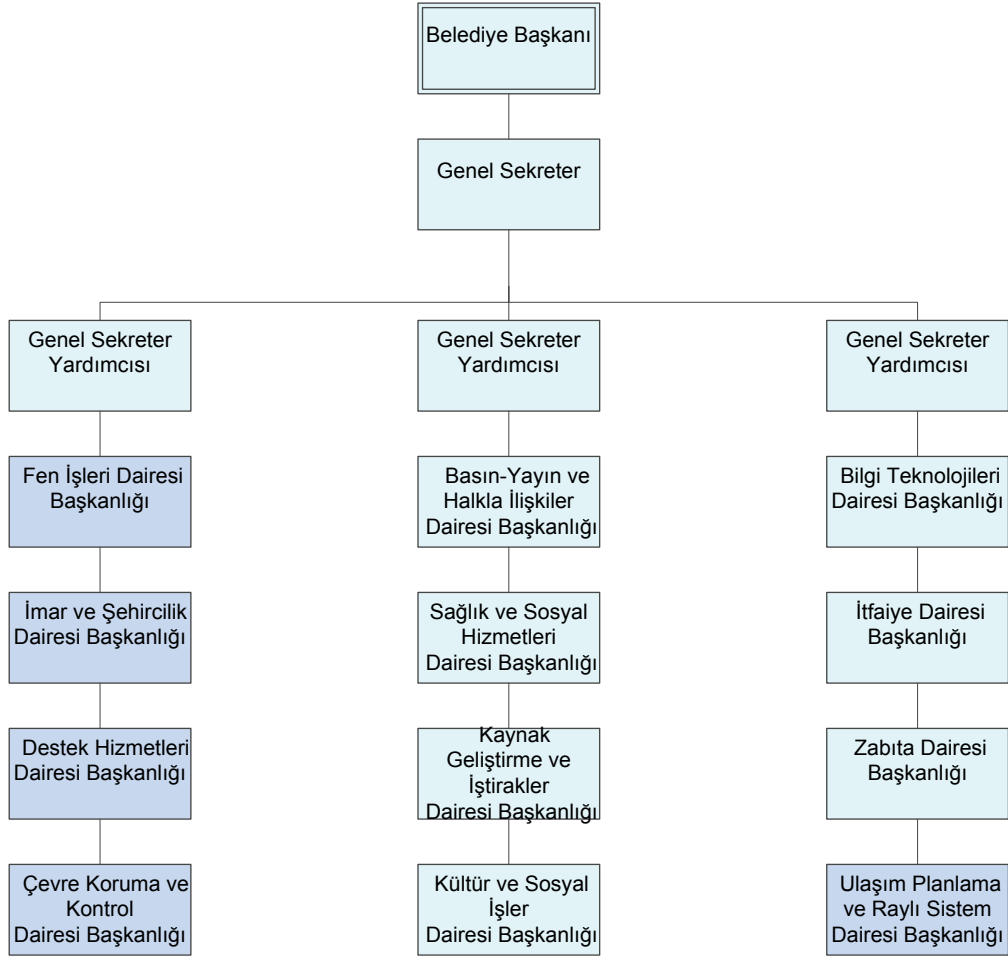 Belediye Başkanı
Genel Sekreter
Genel Sekreter
Yardımcısı
Genel Sekreter
Yardımcısı
Genel Sekreter
Yardımcısı
Fen İşleri Dairesi
Başkanlığı
Basın-Yayın ve
Halkla İlişkiler
Dairesi Başkanlığı
Bilgi Teknolojileri
Dairesi Başkanlığı
İmar ve Şehircilik
Dairesi Başkanlığı
Sağlık ve Sosyal
Hizmetleri
Dairesi Başkanlığı
İtfaiye Dairesi
Başkanlığı
Destek Hizmetleri
Dairesi Başkanlığı
Kaynak
Geliştirme ve
İştirakler
Dairesi Başkanlığı
Zabıta Dairesi
Başkanlığı
Çevre Koruma ve
Kontrol
Dairesi Başkanlığı
Kültür ve Sosyal
İşler
Dairesi Başkanlığı
Ulaşım Planlama
ve Raylı Sistem
Dairesi Başkanlığı